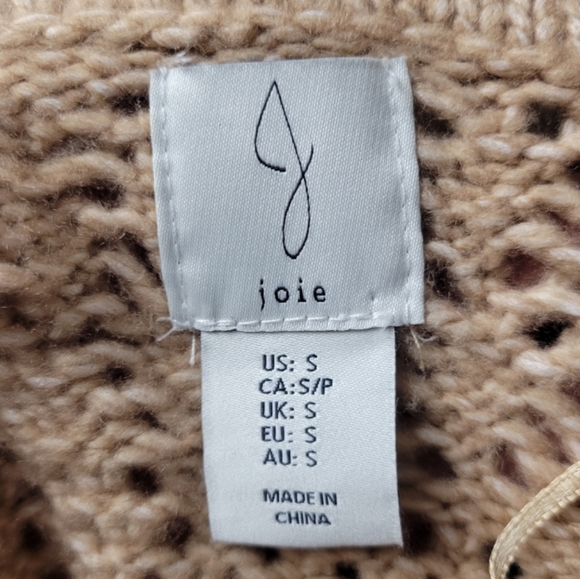 joie
US: S
CA:S/P
UK: S
EU: S
AU: S
MADE IN
CHINA